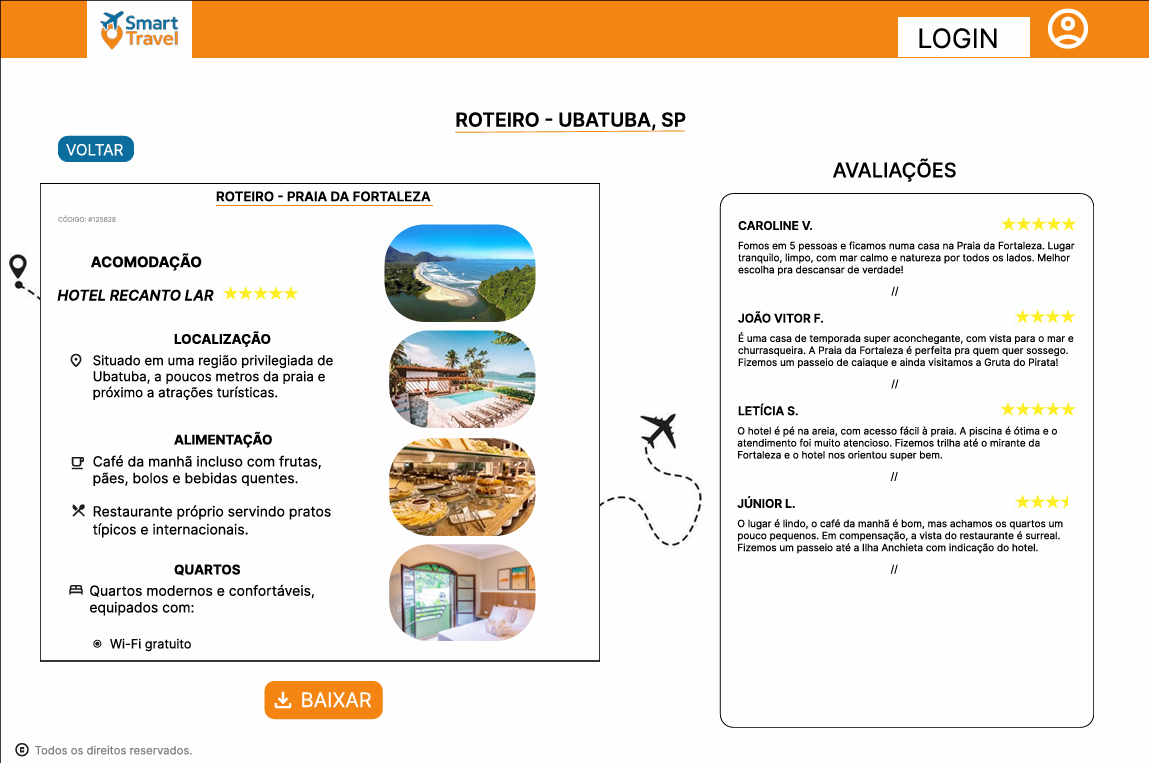 Smart
Travel
LOGIN
ROTEIRO - UBATUBA, SP
VOLTAR
ROTEIRO - PRAIA DA FORTALEZA
CÓDIGO: #125628
ACOMODAÇÃO
HOTEL RECANTO LAR
LOCALIZAÇÃO
Situado em uma região privilegiada de
Ubatuba, a poucos metros da praia e
próximo a atrações turísticas.
ALIMENTAÇÃO
Café da manhã incluso com frutas,
pães, bolos e bebidas quentes.
Restaurante próprio servindo pratos
típicos e internacionais.
QUARTOS
Quartos modernos e confortáveis,
equipados com:
Wi-Fi gratuito
BAIXAR
AVALIAÇÕES
CAROLINE V.
Fomos em 5 pessoas e ficamos numa casa na Praia da Fortaleza. Lugar
tranquilo, limpo, com mar calmo e natureza por todos os lados. Melhor
escolha pra descansar de verdade!
//
JOÃO VITOR F.
É uma casa de temporada super aconchegante, com vista para o mar e
churrasqueira. A Praia da Fortaleza é perfeita pra quem quer sossego.
Fizemos um passeio de caiaque e ainda visitamos a Gruta do Pirata!
//
LETÍCIA S.
O hotel é pé na areia, com acesso fácil à praia. A piscina é ótima e o
atendimento foi muito atencioso. Fizemos trilha até o mirante da
Fortaleza e o hotel nos orientou super bem.
//
JÚNIOR L.
O lugar é lindo, o café da manhã é bom, mas achamos os quartos um
pouco pequenos. Em compensação, a vista do restaurante é surreal.
Fizemos um passeio até a Ilha Anchieta com indicação do hotel.
//
© Todos os direitos reservados.